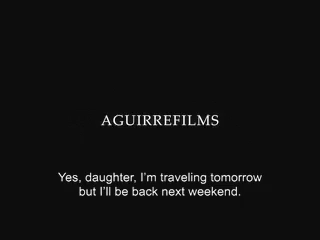 AGUIRREFILMS
Yes, daughter, I'm traveling tomorrow
but I'll be back next weekend.